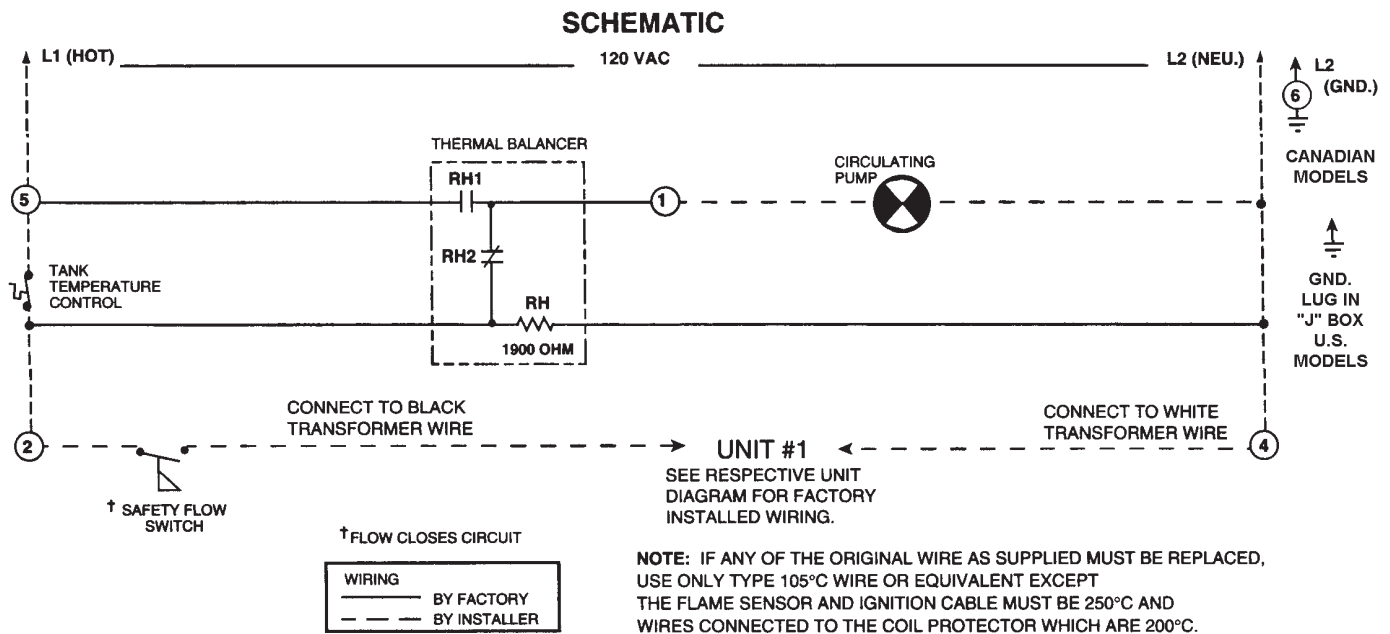 SCHEMATIC
L1 (HOT)
120 VAC
L2 (NEU.)
L2
(GND.)
6
CANADIAN
MODELS
THERMAL BALANCER
RH1
CIRCULATING
PUMP
5
1
RH2
TANK
TEMPERATURE
CONTROL
RH
1900 OHM
GND.
LUG IN
"J" BOX
U.S.
MODELS
CONNECT TO BLACK
TRANSFORMER WIRE
CONNECT TO WHITE
TRANSFORMER WIRE
2
UNIT #1
4
SEE RESPECTIVE UNIT
DIAGRAM FOR FACTORY
INSTALLED WIRING.
† SAFETY FLOW
SWITCH
†FLOW CLOSES CIRCUIT
WIRING
BY FACTORY
BY INSTALLER
NOTE: IF ANY OF THE ORIGINAL WIRE AS SUPPLIED MUST BE REPLACED,
USE ONLY TYPE 105°C WIRE OR EQUIVALENT EXCEPT
THE FLAME SENSOR AND IGNITION CABLE MUST BE 250°C AND
WIRES CONNECTED TO THE COIL PROTECTOR WHICH ARE 200°C.